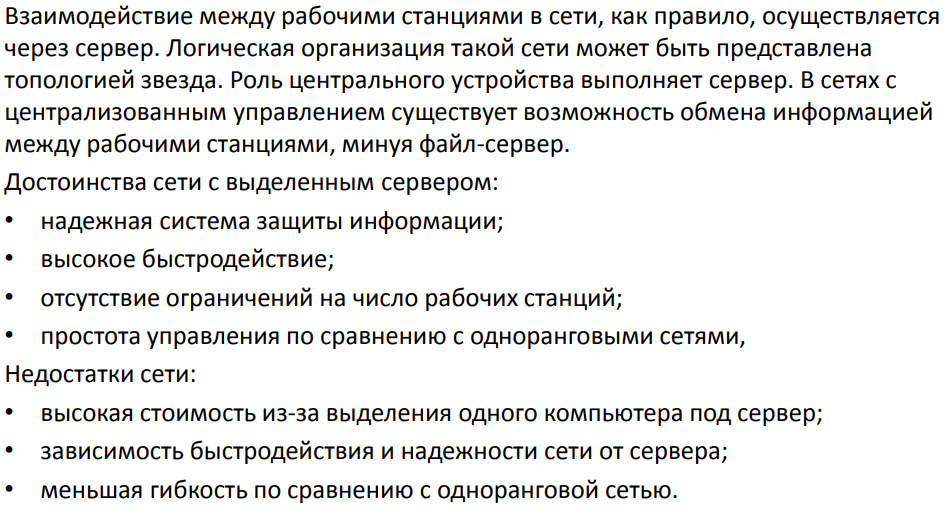 Взаимодействие между рабочими станциями в сети, как правило, осуществляется
через сервер. Логическая организация такой сети может быть представлена
топологией звезда. Роль центрального устройства выполняет сервер. В сетях с
централизованным управлением существует возможность обмена информацией
между рабочими станциями, минуя файл-сервер.
Достоинства сети с выделенным сервером:
• надежная система защиты информации;
• высокое быстродействие;
• отсутствие ограничений на число рабочих станций;
• простота управления по сравнению с одноранговыми сетями,
Недостатки сети:
• высокая стоимость из-за выделения одного компьютера под сервер;
• зависимость быстродействия и надежности сети от сервера;
• меньшая гибкость по сравнению с одноранговой сетью.